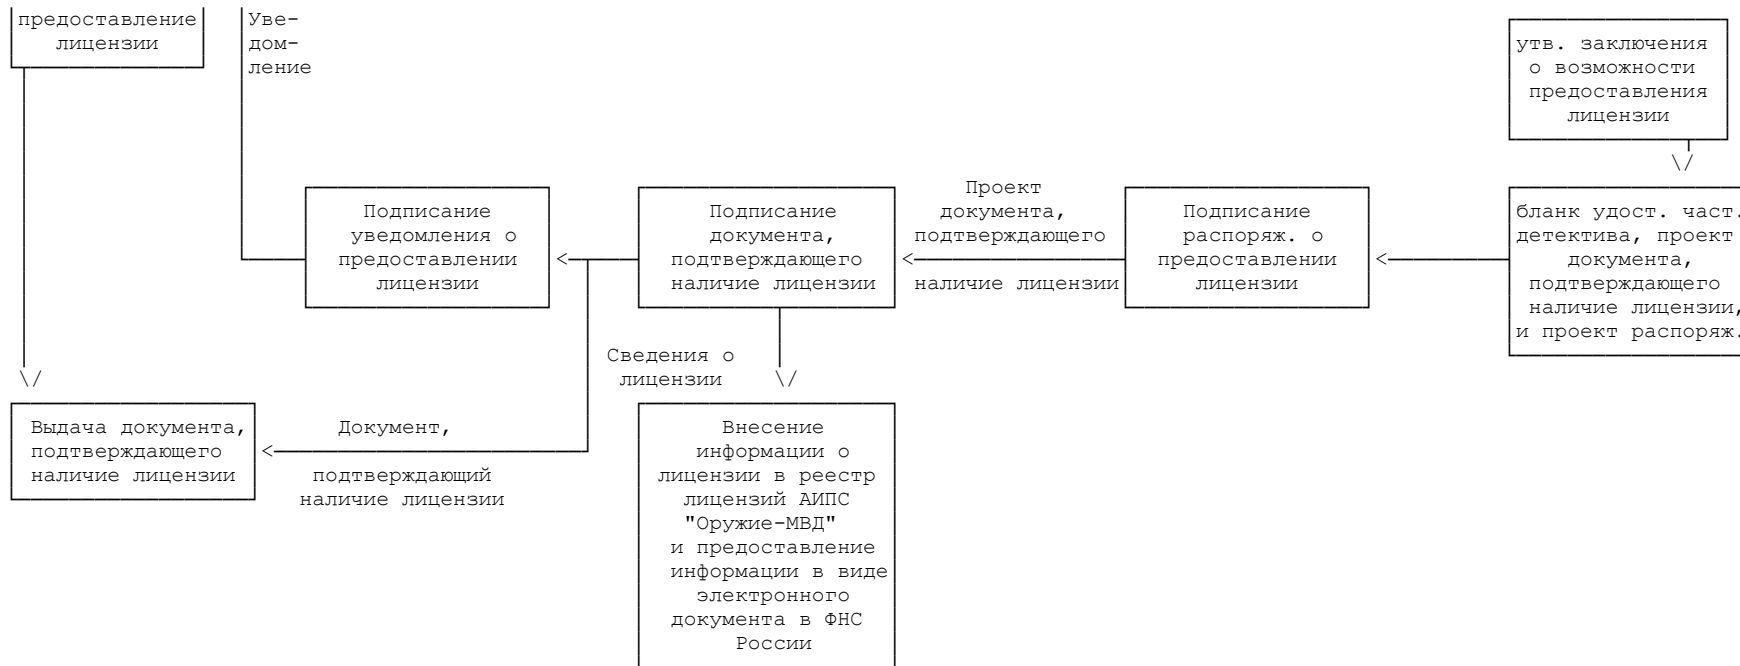 предоставление
лицензии
Уве-
дом-
ление
утв. заключения
о возможности
предоставления
лицензии
\/
Подписание
уведомления о
предоставлении
лицензии
<
Подписание
документа,
подтверждающего
наличие лицензии
<
Проект
документа,
подтверждающего
наличие лицензии
Подписание
распоряж. о
предоставлении
лицензии
<
бланк удост. част.
детектива, проект
документа,
подтверждающего
наличие лицензии,
и проект распоряж.
Сведения о
лицензии
\/
\/
Выдача документа,
подтверждающего
наличие лицензии
<
Документ,
подтверждающий
наличие лицензии
Внесение
информации о
лицензии в реестр
лицензий АИПС
"Оружие-МВД"
и предоставление
информации в виде
электронного
документа в ФНС
России